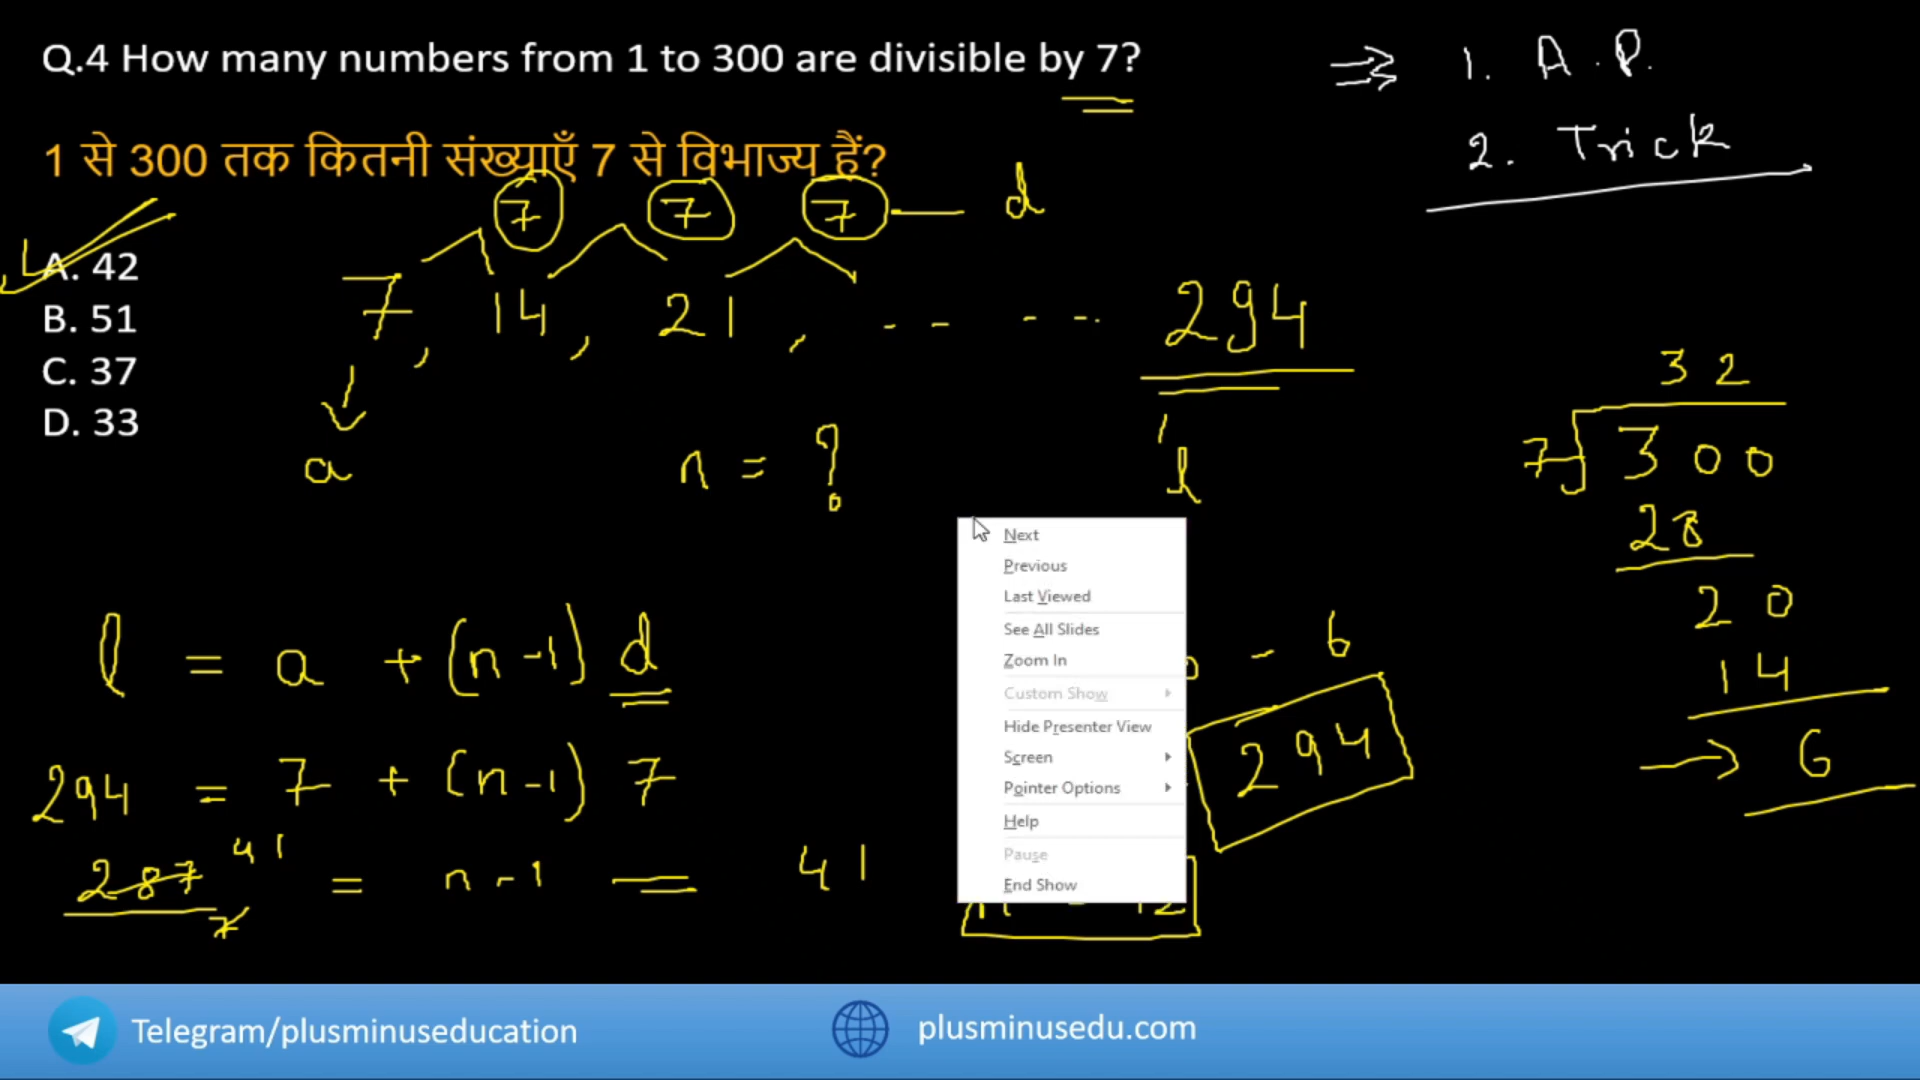 Q.4 How many numbers from 1 to 300 are divisible by 7?
1. A.P.
2. Trick
1 से 300 तक कितनी संख्याएँ 7 से विभाज्य हैं?
7 7 7 — d
A. 42
B. 51
C. 37
D. 33
7, 14, 21, -- -- 294
a
n = ?
l
32
7 300
28
20
14
6
l = a + (n-1) d
294 = 7 + (n-1) 7
287 41 = n-1 = 41
7
- 6
294
Next
Previous
Last Viewed
See All Slides
Zoom In
Custom Show
Hide Presenter View
Screen
Pointer Options
Help
Pause
End Show
Telegram/plusminuseducation
plusminusedu.com